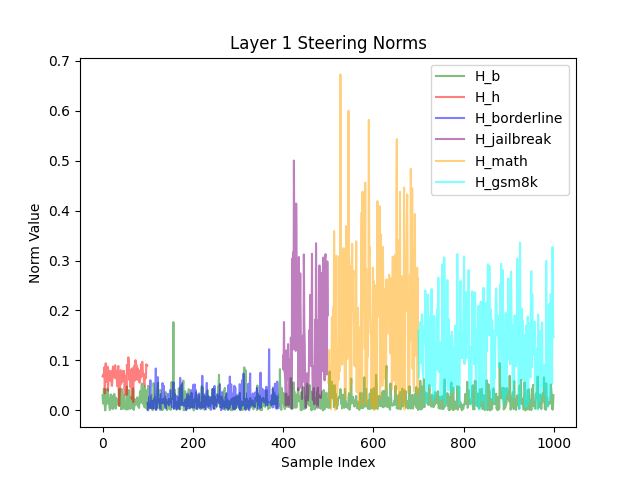 Layer 1 Steering Norms
0.7
0.6
0.5
0.4
0.3
0.2
0.1
0.0
Norm Value
H_b
H_h
H_borderline
H_jailbreak
H_math
H_gsm8k
0 200 400 600 800 1000
Sample Index